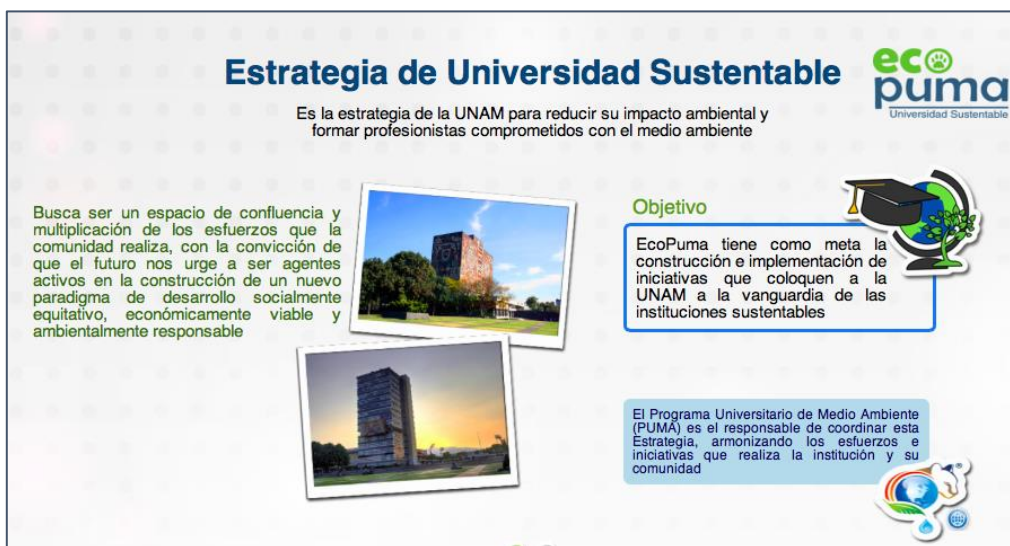 Estrategia de Universidad Sustentable
eco
puma
Universidad Sustentable
Es la estrategia de la UNAM para reducir su impacto ambiental y
formar profesionistas comprometidos con el medio ambiente
Busca ser un espacio de confluencia y
multiplicación de los esfuerzos que la
comunidad realiza, con la convicción de
que el futuro nos urge a ser agentes
activos en la construcción de un nuevo
paradigma de desarrollo socialmente
equitativo, económicamente viable y
ambientalmente responsable
Objetivo
EcoPuma tiene como meta la
construcción e implementación de
iniciativas que coloquen a la
UNAM a la vanguardia de las
instituciones sustentables
El Programa Universitario de Medio Ambiente
(PUMA) es el responsable de coordinar esta
Estrategia, armonizando los esfuerzos e
iniciativas que realiza la institución y su
comunidad